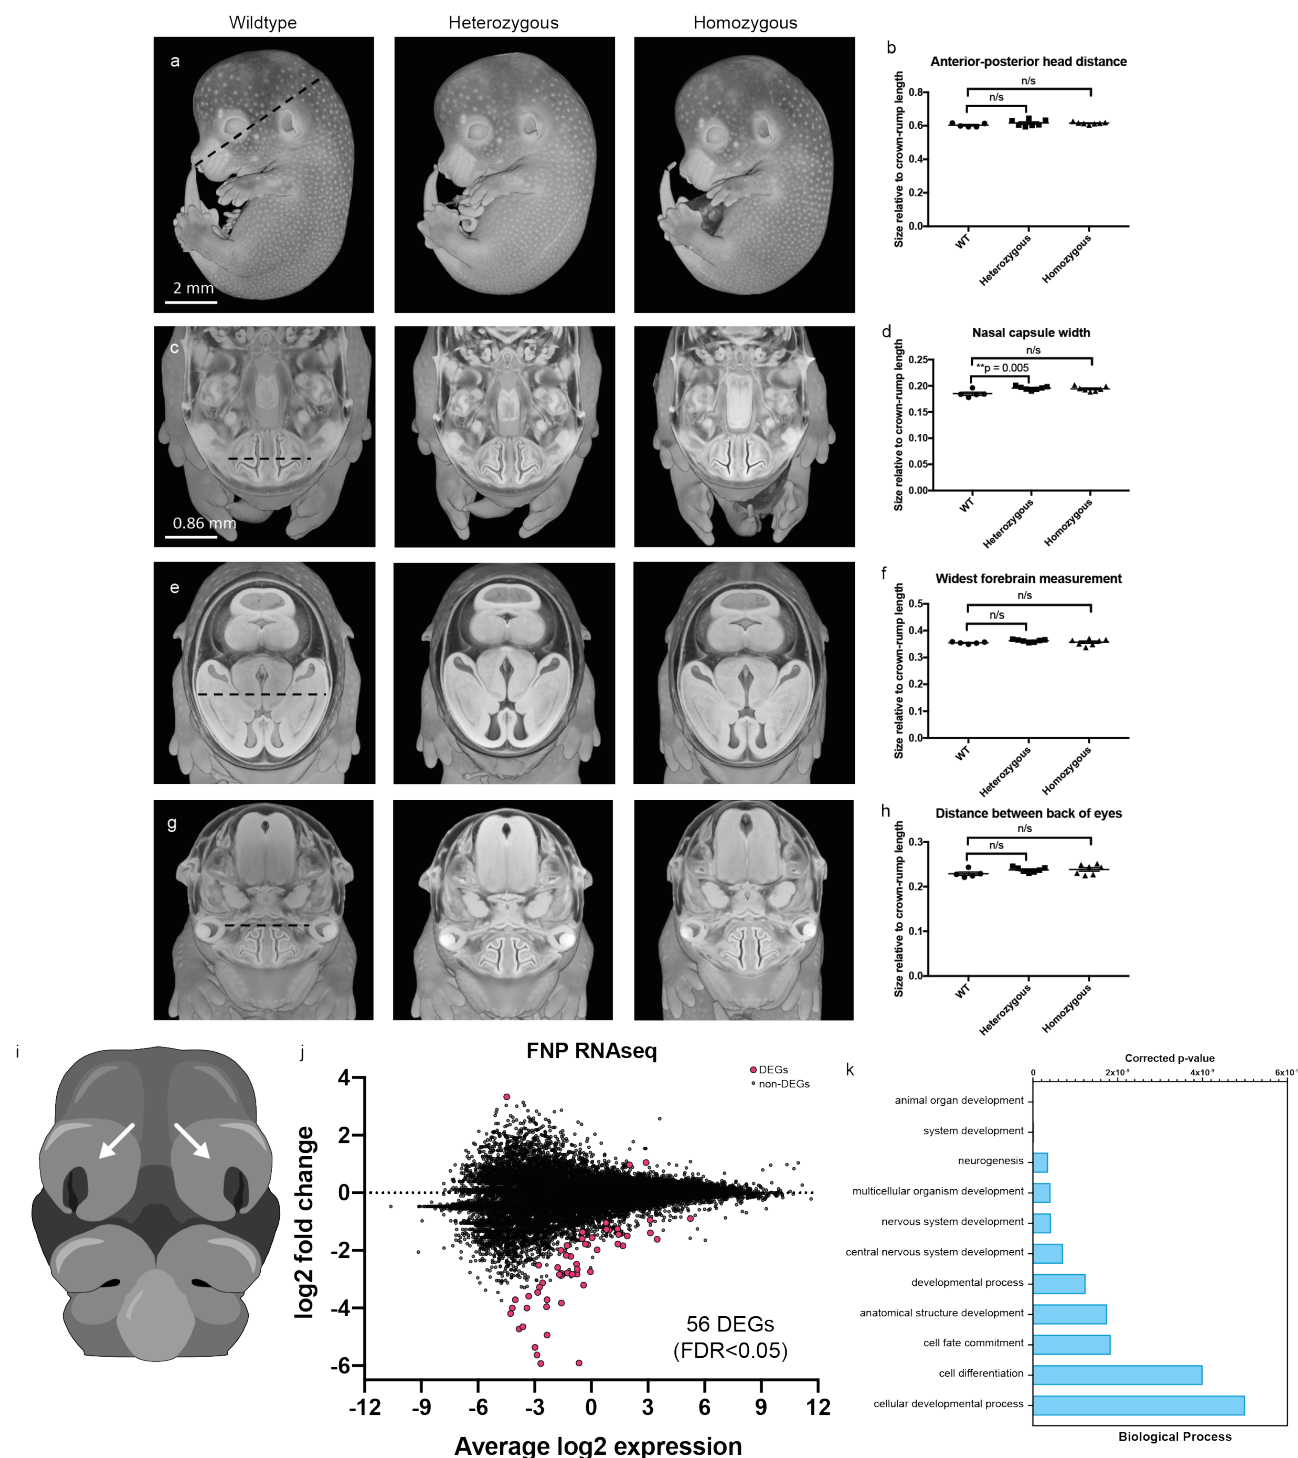 Wildtype
Heterozygous
Homozygous
a
2 mm
b
Anterior-posterior head distance
Size relative to crown-rump length
0.8
0.6
0.4
0.2
0.0
n/s
n/s
WT
Heterozygous
Homozygous
c
0.86 mm
d
Nasal capsule width
Size relative to crown-rump length
0.25
0.20
0.15
0.10
0.05
0.00
n/s
**p = 0.005
WT
Heterozygous
Homozygous
e
f
Widest forebrain measurement
Size relative to crown-rump length
0.5
0.4
0.3
0.2
0.1
0.0
n/s
n/s
WT
Heterozygous
Homozygous
g
h
Distance between back of eyes
Size relative to crown-rump length
0.3
0.2
0.1
0.0
n/s
n/s
WT
Heterozygous
Homozygous
i
j
FNP RNAseq
DEGs
non-DEGs
log2 fold change
4
2
0
-2
-4
-6
56 DEGs
(FDR<0.05)
-12 -9 -6 -3 0 3 6 9 12
Average log2 expression
k
Corrected p-value
0
animal organ development
system development
neurogenesis
multicellular organism development
nervous system development
central nervous system development
developmental process
anatomical structure development
cell fate commitment
cell differentiation
cellular developmental process
Biological Process